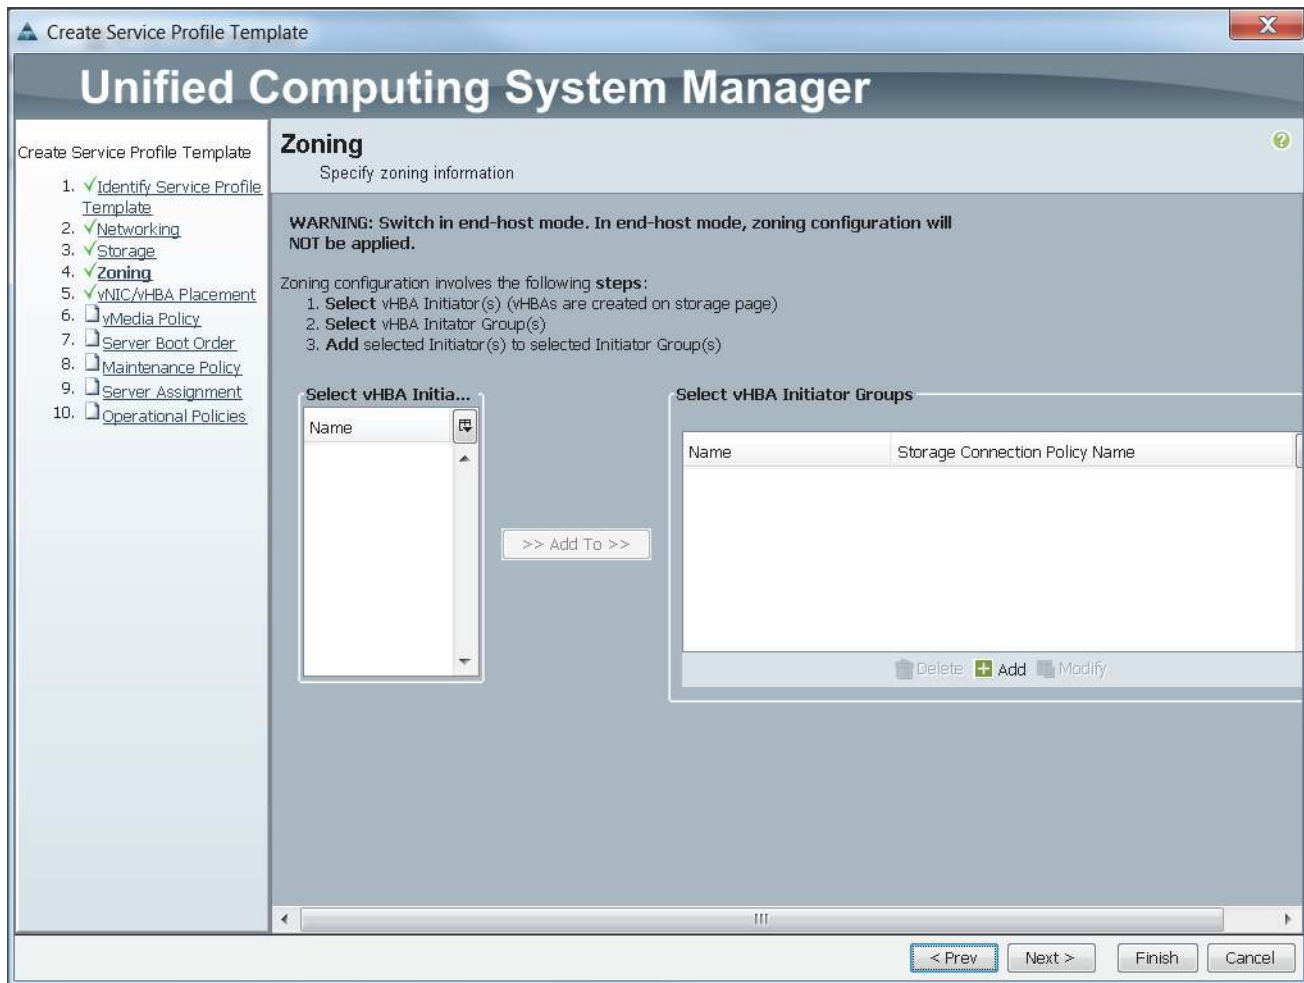 Create Service Profile Template
X
Unified Computing System Manager
Create Service Profile Template
1. Identify Service Profile
Template
2. Networking
3. Storage
4. Zoning
5. vNIC/vHBA Placement
6. vMedia Policy
7. Server Boot Order
8. Maintenance Policy
9. Server Assignment
10. Operational Policies
Zoning
?
Specify zoning information
WARNING: Switch in end-host mode. In end-host mode, zoning configuration will
NOT be applied.
Zoning configuration involves the following steps:
1. Select vHBA Initiator(s) (vHBAs are created on storage page)
2. Select vHBA Initator Group(s)
3. Add selected Initiator(s) to selected Initiator Group(s)
Select vHBA Initia...
Name
>> Add To >>
Select vHBA Initiator Groups
Name Storage Connection Policy Name
Delete Add Modify
< Prev Next > Finish Cancel